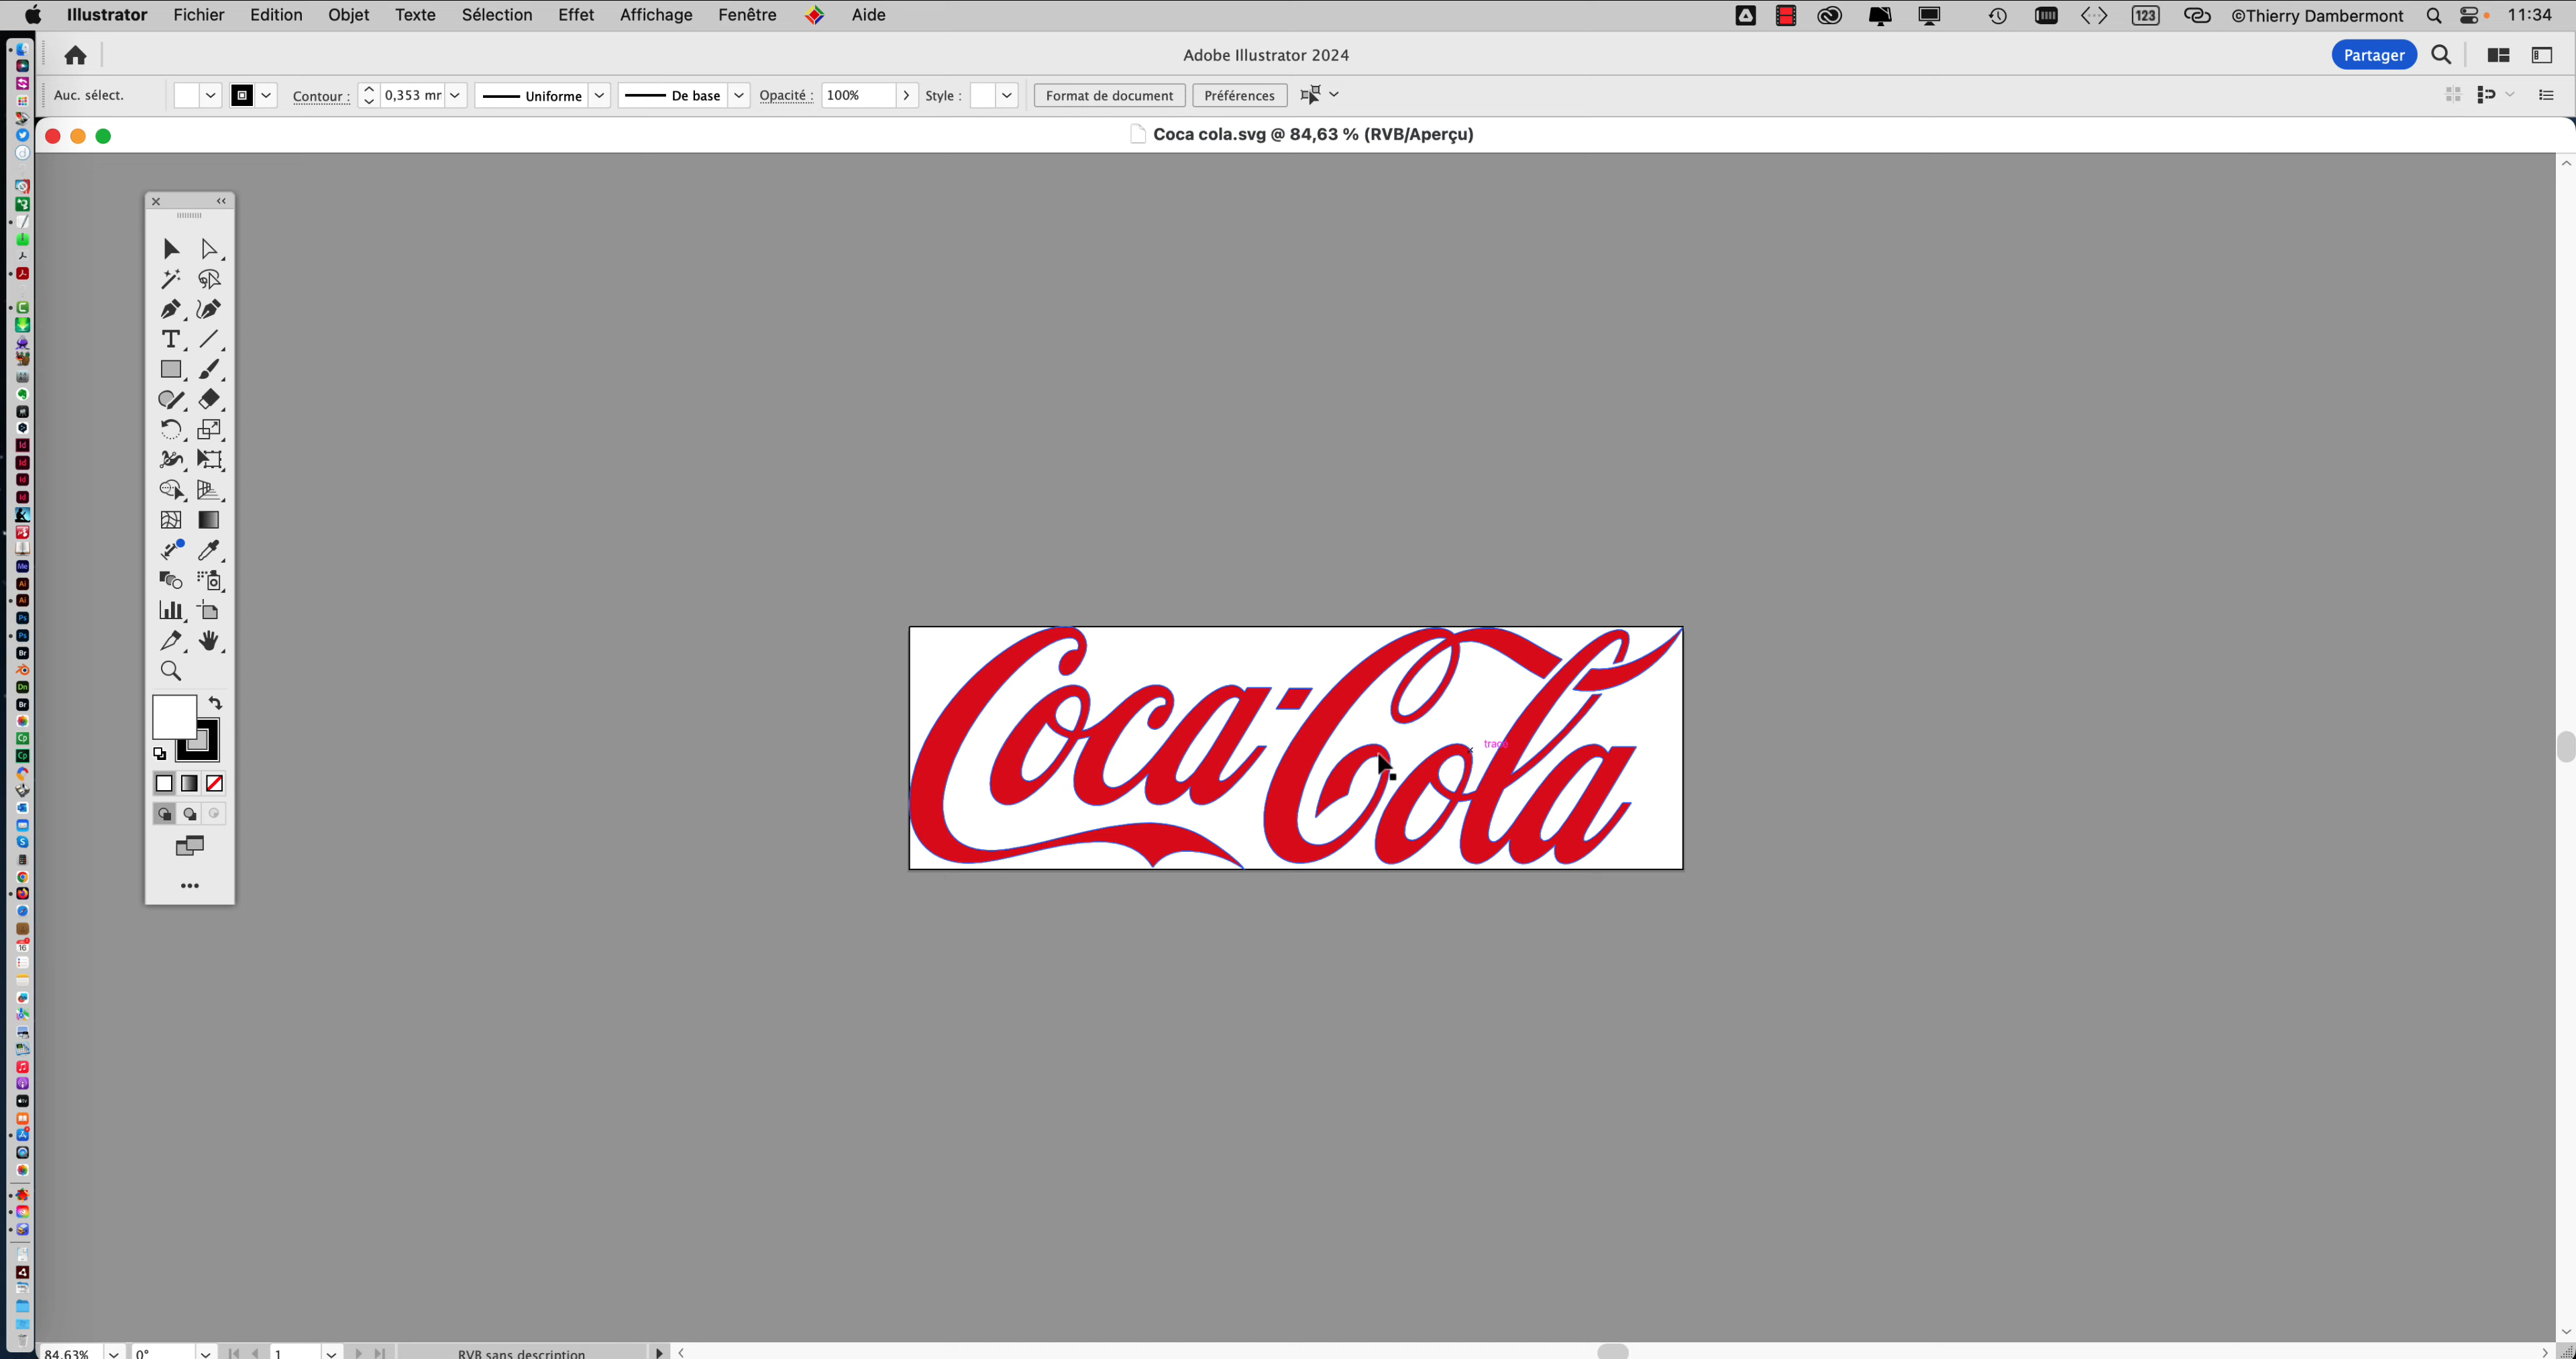 Illustrator Fichier Edition Objet Texte Sélection Effet Affichage Fenêtre Aide 123 ©Thierry Dambermont 11:34
Adobe Illustrator 2024 Partager
Auc. sélect. Contour : 0,353 mr Uniforme De base Opacité : 100% Style : Format de document Préférences
Coca cola.svg @ 84,63 % (RVB/Aperçu)
Coca-Cola
tracé
84,63% 0° 1 RVB sans description